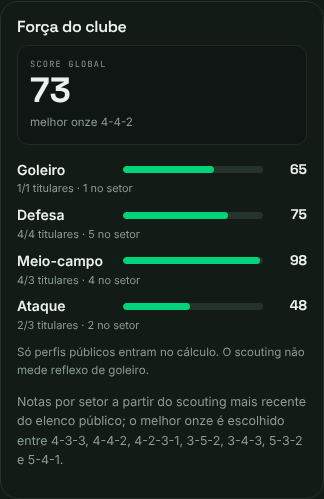 Força do clube
SCORE GLOBAL
73
melhor onze 4-4-2
Goleiro 65
1/1 titulares · 1 no setor
Defesa 75
4/4 titulares · 5 no setor
Meio-campo 98
4/3 titulares · 4 no setor
Ataque 48
2/3 titulares · 2 no setor
Só perfis públicos entram no cálculo. O scouting não
mede reflexo de goleiro.
Notas por setor a partir do scouting mais recente
do elenco público; o melhor onze é escolhido
entre 4-3-3, 4-4-2, 4-2-3-1, 3-5-2, 3-4-3, 5-3-2
e 5-4-1.